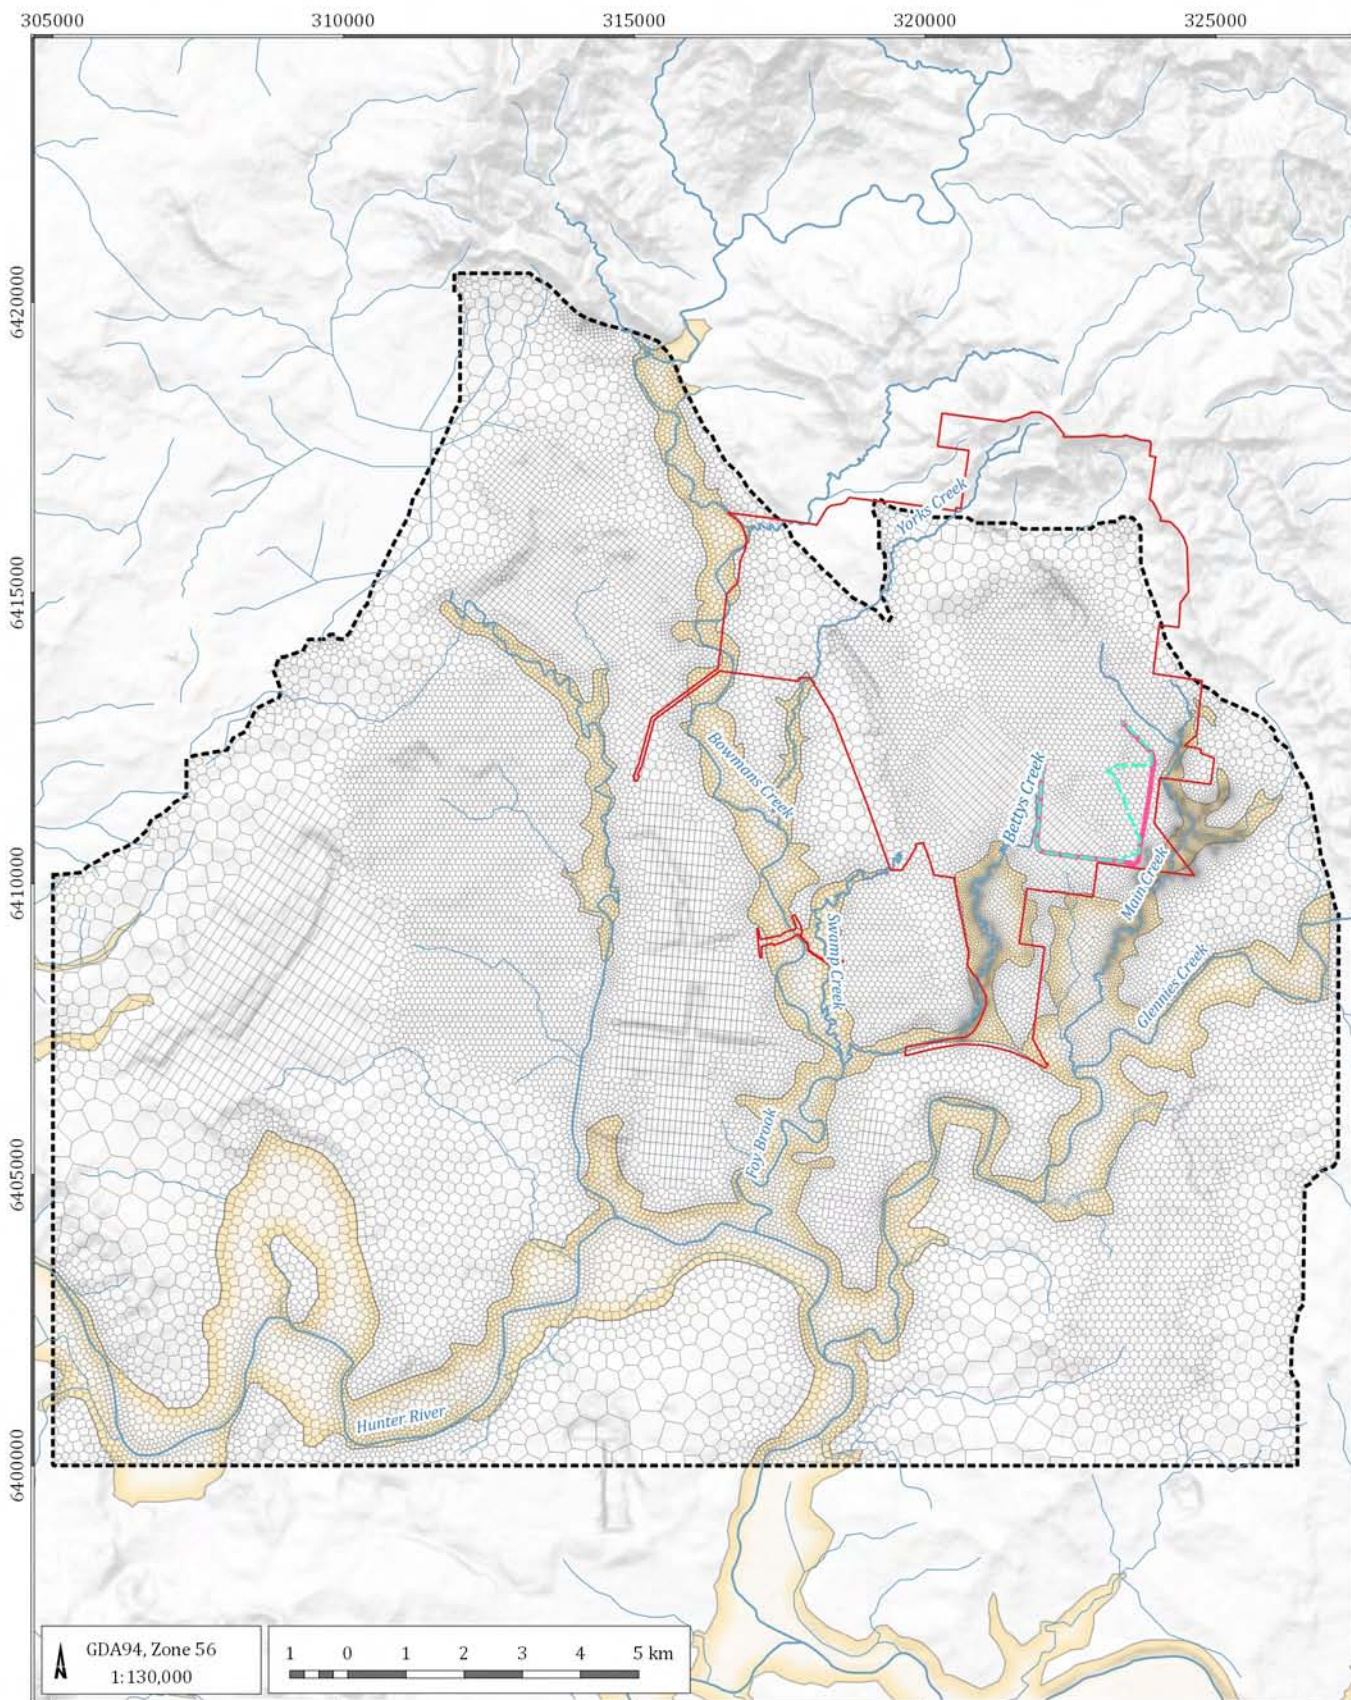 305000 310000 315000 320000 325000
6420000
Yorks Creek
6415000
Bowmans Creek
Bettys Creek
6410000
Main Creek
Swamp Creek
Glennies Creek
Foy Brook
6405000
Hunter River
6400000
GDA94, Zone 56
1:130,000
1 0 1 2 3 4 5 km